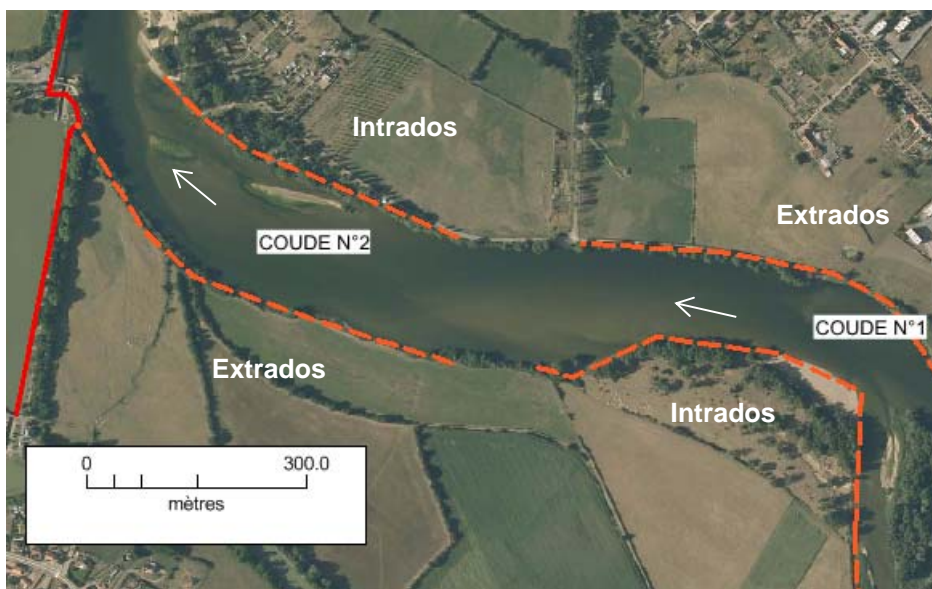 Intrados
Extrados
COUDE N°2
COUDE N°1
Extrados
Intrados
0 300.0
mètres